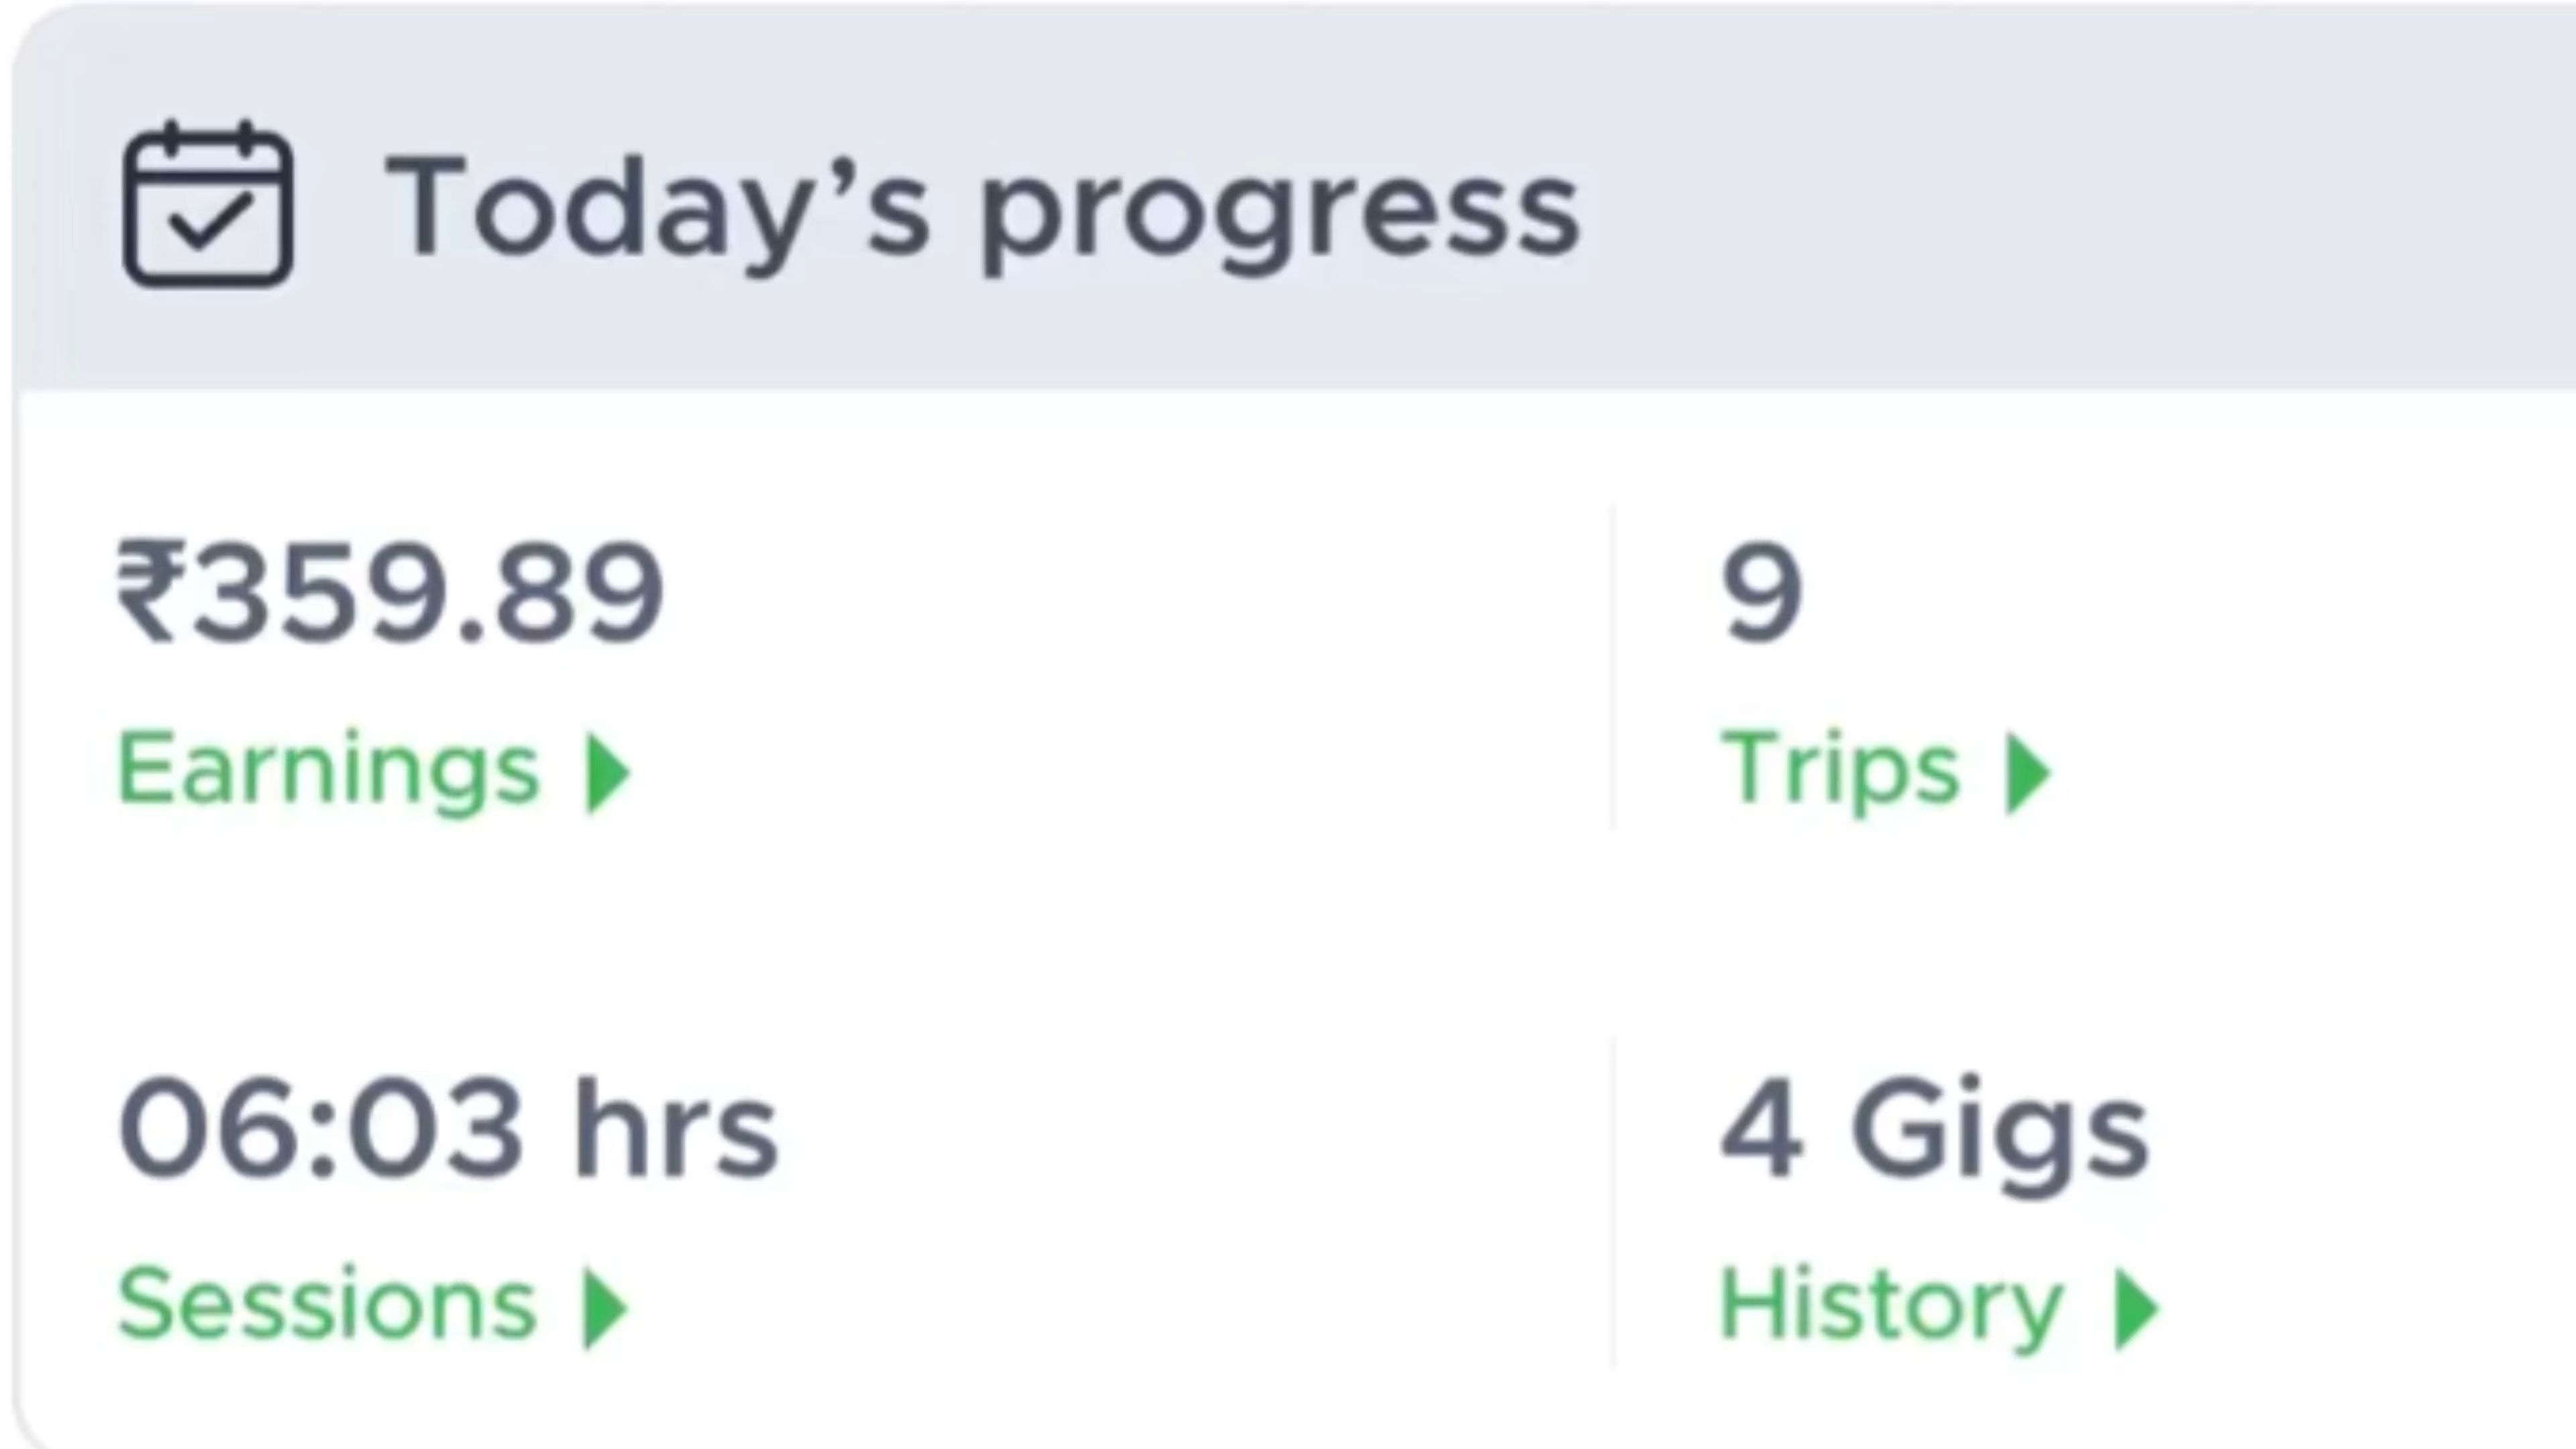 Today’s progress
₹359.89
Earnings
9
Trips
06:03 hrs
Sessions
4 Gigs
History